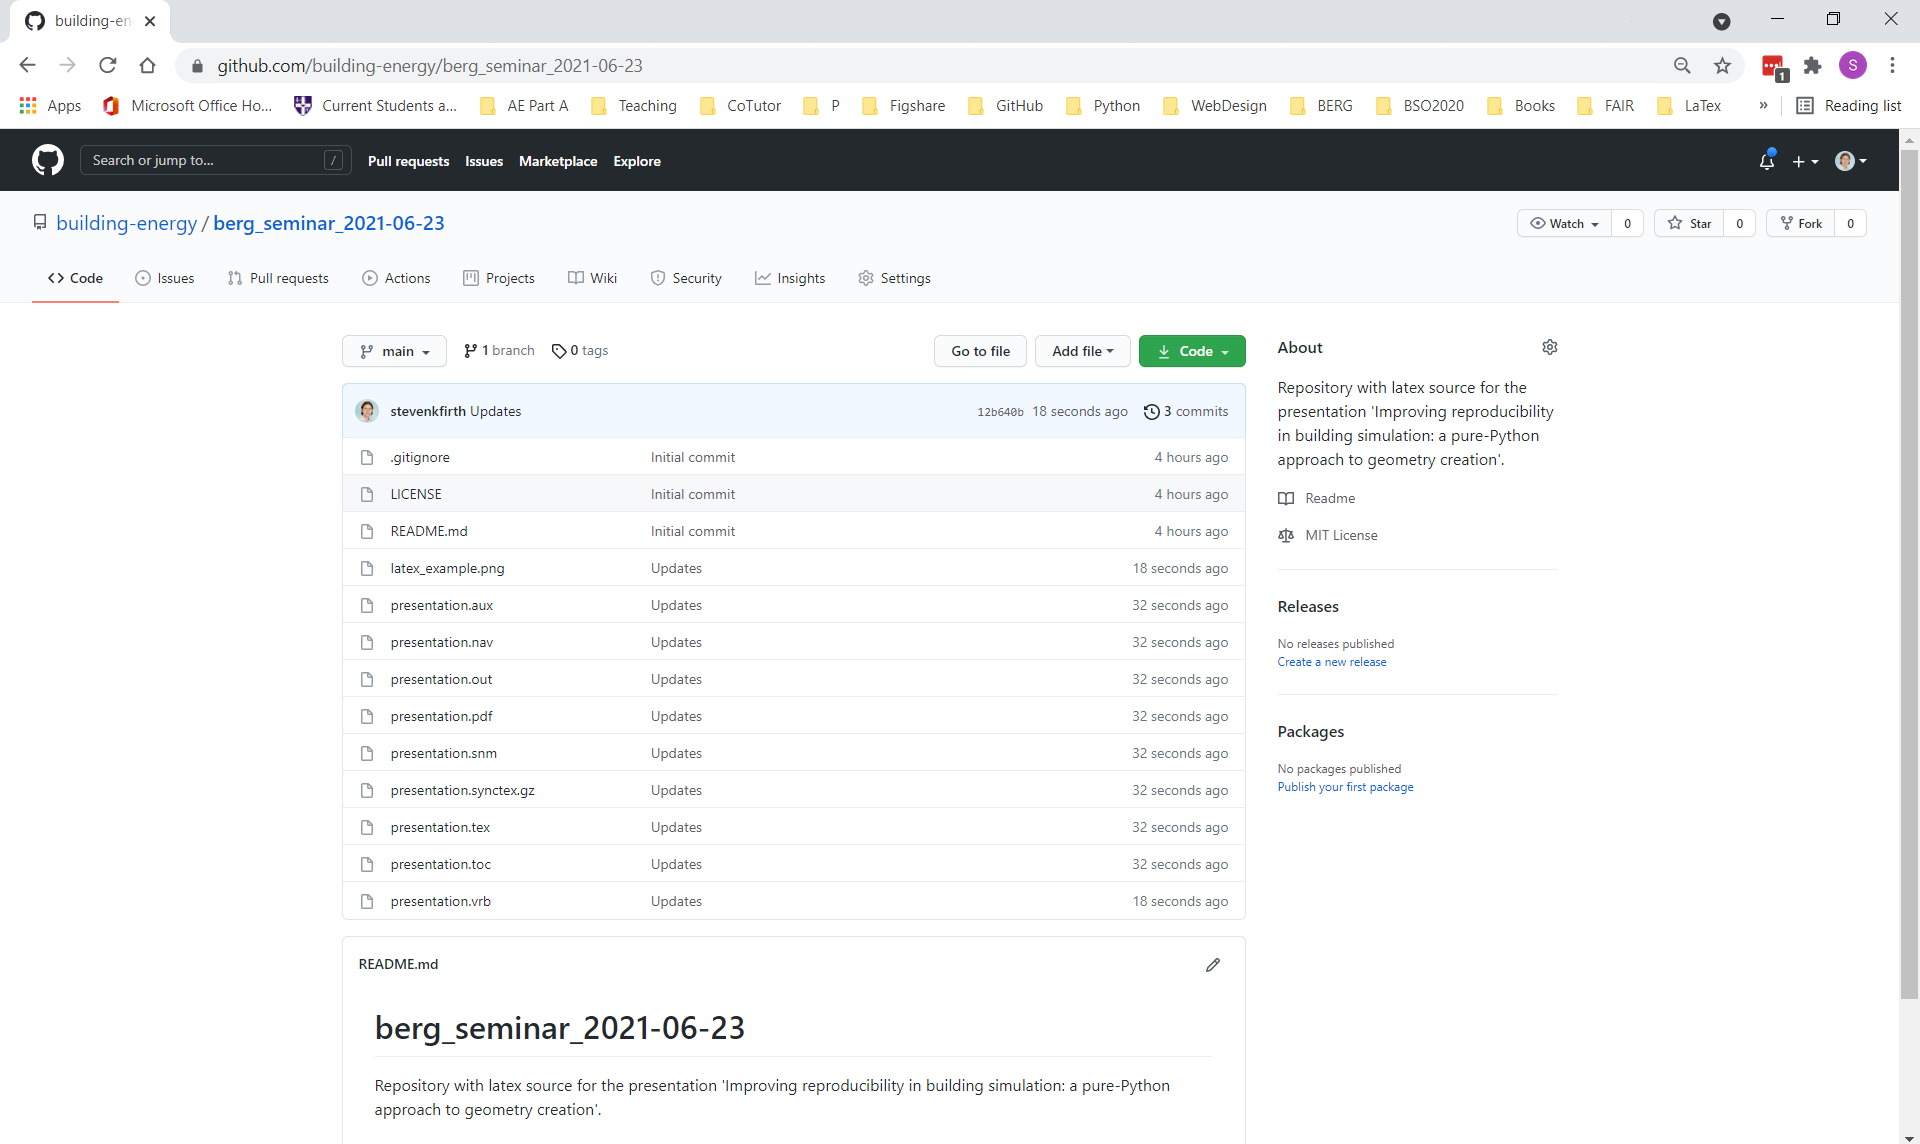 building-en
github.com/building-energy/berg_seminar_2021-06-23
1
S
Apps
Microsoft Office Ho...
Current Students a...
AE Part A
Teaching
CoTutor
P
Figshare
GitHub
Python
WebDesign
BERG
BSO2020
Books
FAIR
LaTex
»
Reading list
Search or jump to...
/
Pull requests
Issues
Marketplace
Explore
building-energy / berg_seminar_2021-06-23
Watch 0
Star 0
Fork 0
Code
Issues
Pull requests
Actions
Projects
Wiki
Security
Insights
Settings
main
1 branch
0 tags
Go to file
Add file
Code
stevenkfirth Updates 12b640b 18 seconds ago 3 commits
.gitignore Initial commit 4 hours ago
LICENSE Initial commit 4 hours ago
README.md Initial commit 4 hours ago
latex_example.png Updates 18 seconds ago
presentation.aux Updates 32 seconds ago
presentation.nav Updates 32 seconds ago
presentation.out Updates 32 seconds ago
presentation.pdf Updates 32 seconds ago
presentation.snm Updates 32 seconds ago
presentation.synctex.gz Updates 32 seconds ago
presentation.tex Updates 32 seconds ago
presentation.toc Updates 32 seconds ago
presentation.vrb Updates 18 seconds ago
README.md
berg_seminar_2021-06-23
Repository with latex source for the presentation 'Improving reproducibility in building simulation: a pure-Python
approach to geometry creation'.
About
Repository with latex source for the
presentation 'Improving reproducibility
in building simulation: a pure-Python
approach to geometry creation'.
Readme
MIT License
Releases
No releases published
Create a new release
Packages
No packages published
Publish your first package